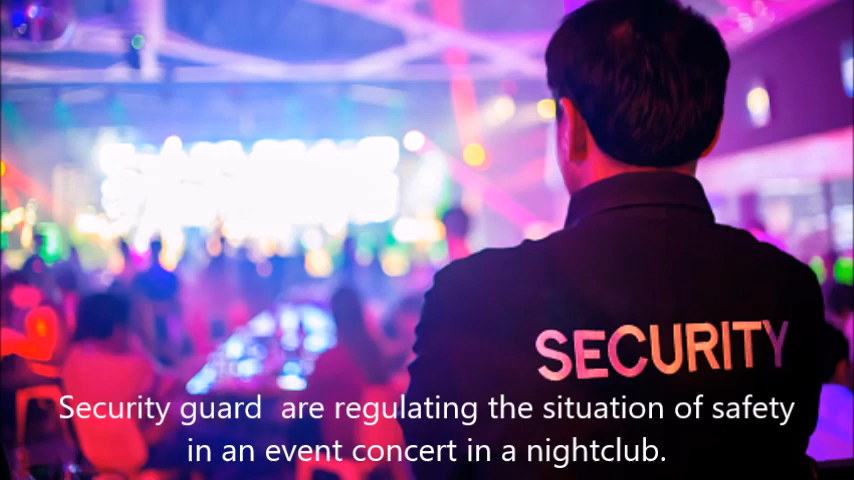 SECURITY
Security guard  are regulating the situation of safety
in an event concert in a nightclub.